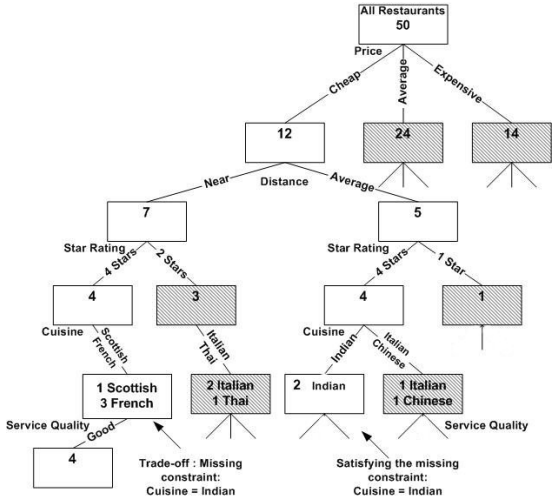 All Restaurants
50
Price
Cheap
Average
Expensive
12
24
14
Near
Distance
Average
7
5
Star Rating
4 Stars
2 Stars
Star Rating
4 Stars
1 Star
4
3
4
1
Cuisine
Scottish
French
Italian
Thai
Cuisine
Indian
Italian
Chinese
1 Scottish
3 French
2 Italian
1 Thai
2 Indian
1 Italian
1 Chinese
Service Quality
Good
Service Quality
4
Trade-off : Missing
constraint:
Cuisine = Indian
Satisfying the missing
constraint:
Cuisine = Indian